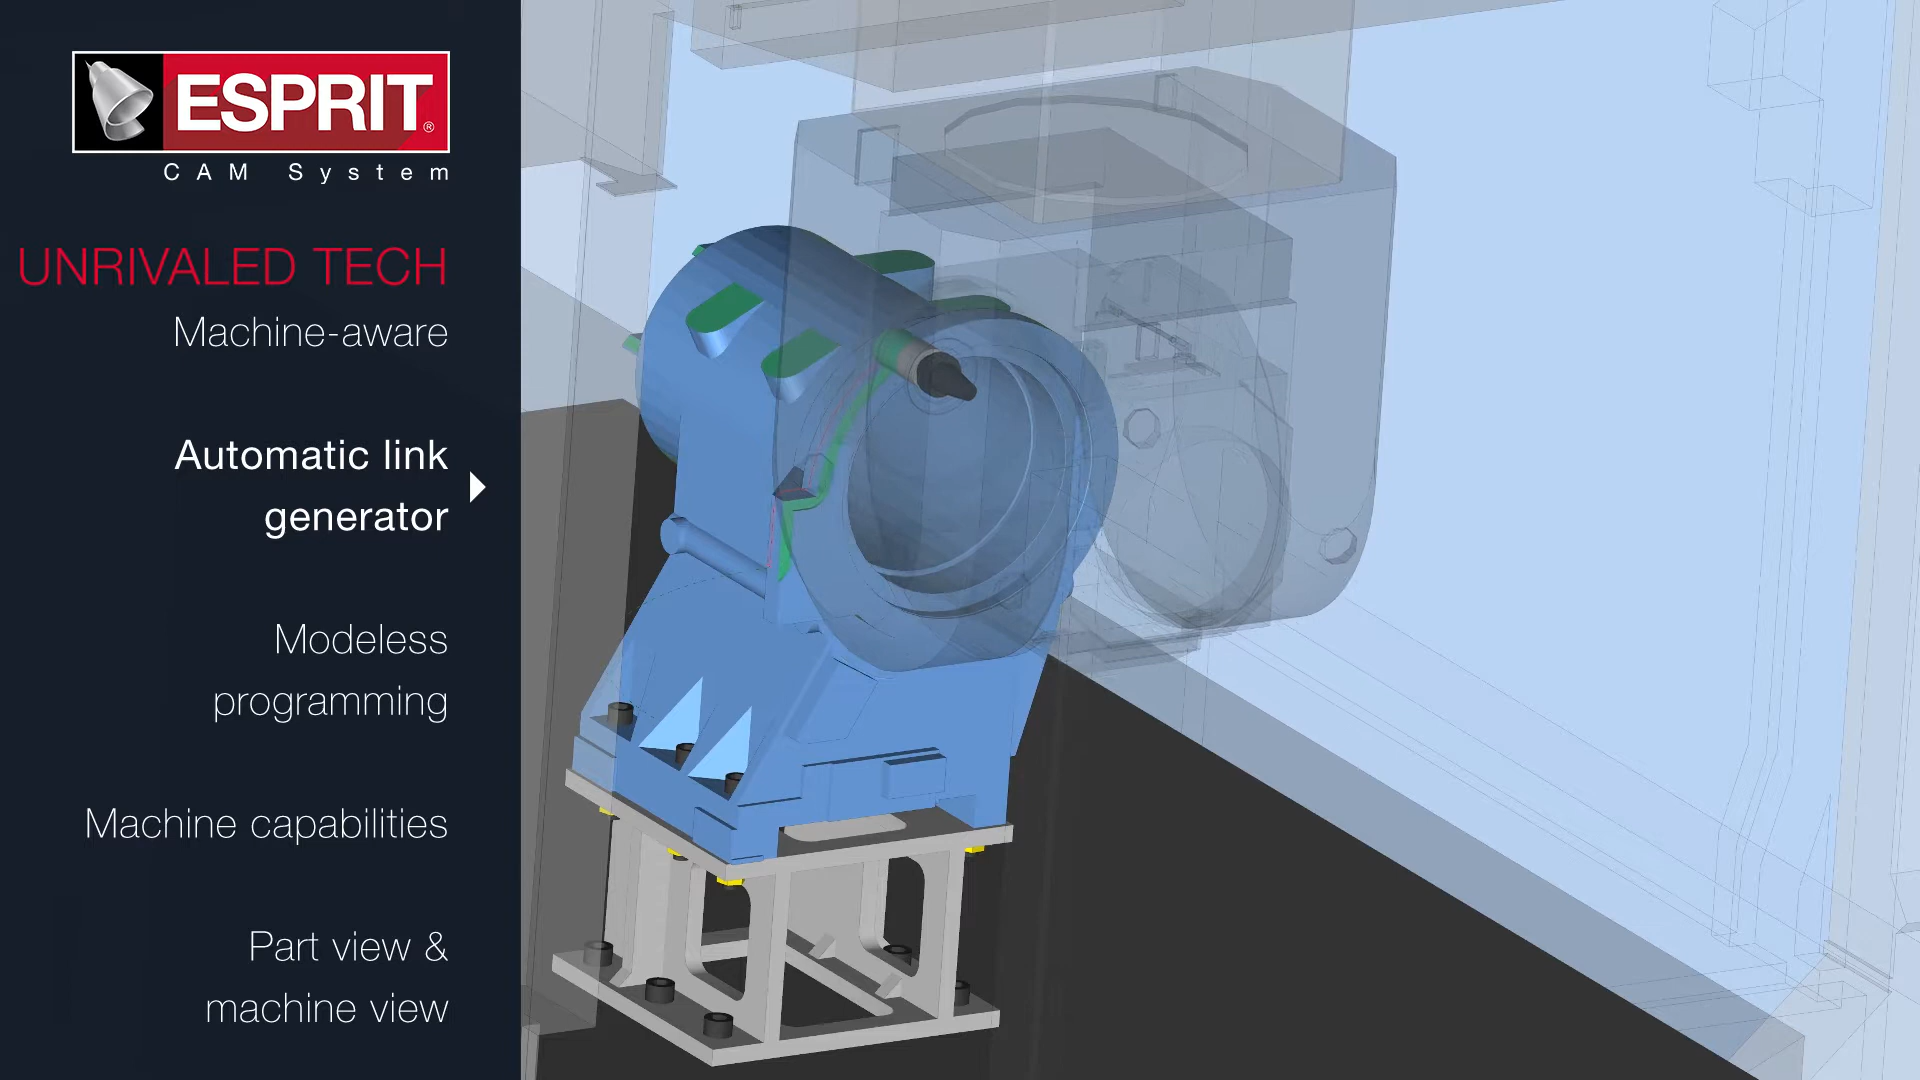 ESPRIT®
CAM System
UNRIVALED TECH
Machine-aware
Automatic link
generator
Modeless
programming
Machine capabilities
Part view &
machine view